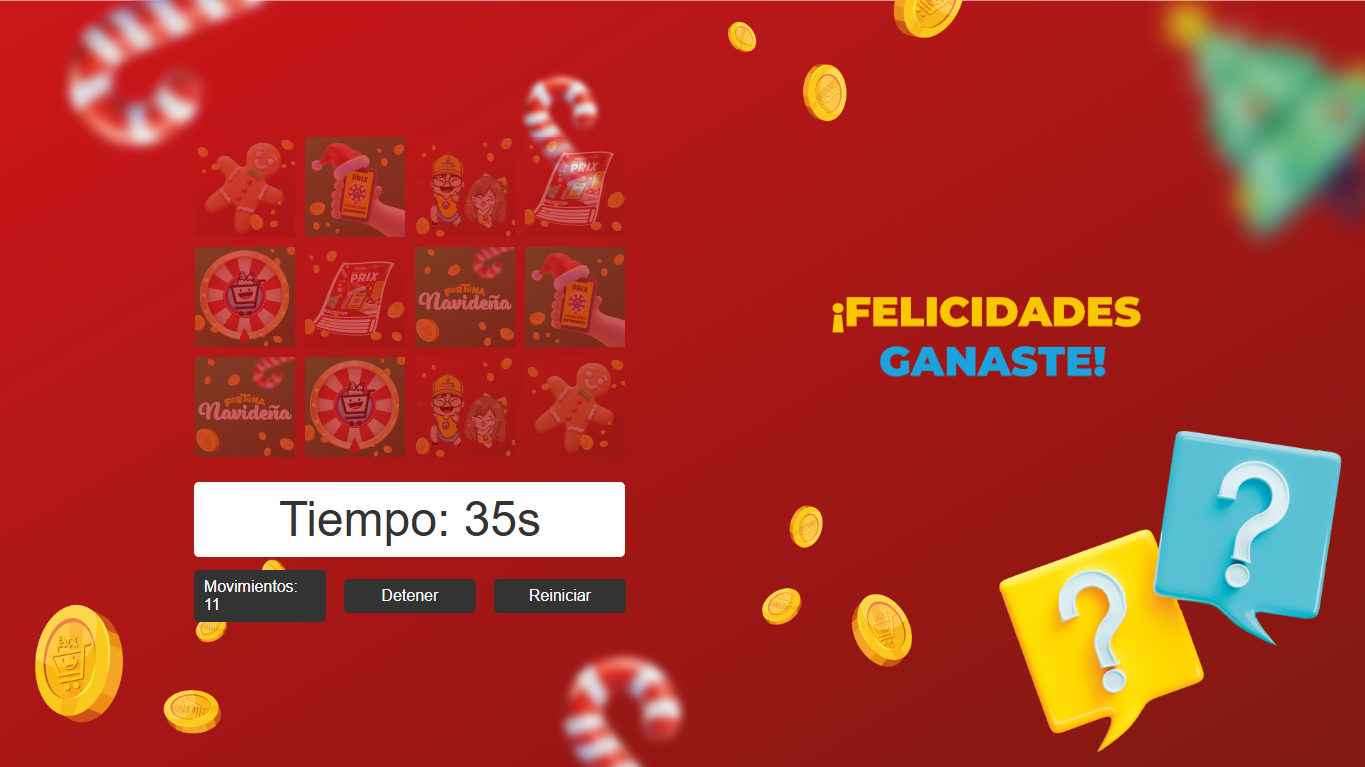 PRIX
PRIX
PRIX
FORTUNA
Navideña
PRIX
FORTUNA
Navideña
Tiempo: 35s
Movimientos:
11
Detener
Reiniciar
¡FELICIDADES
GANASTE!
?
?